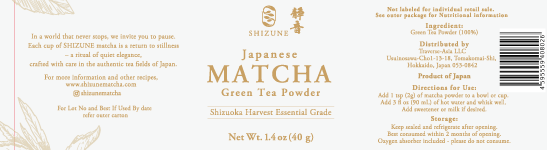 In a world that never stops, we invite you to pause.
Each cup of SHIZUNE matcha is a return to stillness
– a ritual of quiet elegance,
crafted with care in the authentic tea fields of Japan.
For more information and other recipes,
www.shizunematcha.com
@shizunematcha
For Lot No and Best If Used By date
refer outer carton
静音
SHIZUNE
Japanese
MATCHA
Green Tea Powder
Shizuoka Harvest Essential Grade
Net Wt. 1.4 oz (40 g)
Not labeled for individual retail sale.
See outer package for Nutritional information
Ingredient:
Green Tea Powder (100%)
Distributed by
Traverse-Asia LLC
Hokkaido, Japan 053-0842
Product of Japan
Directions for Use:
Add 1 tsp (2g) of matcha powder to a bowl or cup.
Add 3 fl oz (90 mL) of hot water and whisk well.
Add sweetener or milk if desired.
Storage:
Keep sealed and refrigerate after opening.
Best consumed within 2 months of opening.
Oxygen absorber included - please do not consume.